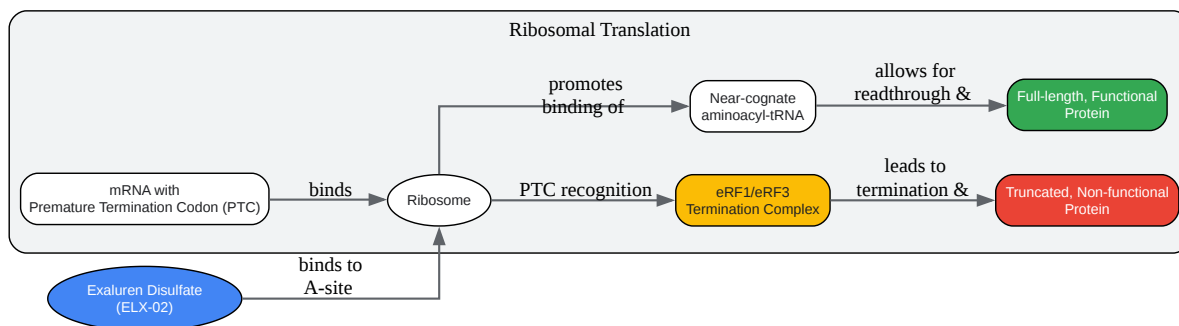 Ribosomal Translation
promotes
binding of
Near-cognate
aminoacyl-tRNA
allows for
readthrough &
Full-length, Functional
Protein
mRNA with
Premature Termination Codon (PTC)
binds
Ribosome
PTC recognition
eRF1/eRF3
Termination Complex
leads to
termination &
Truncated, Non-functional
Protein
Exaluren Disulfate
(ELX-02)
binds to
A-site